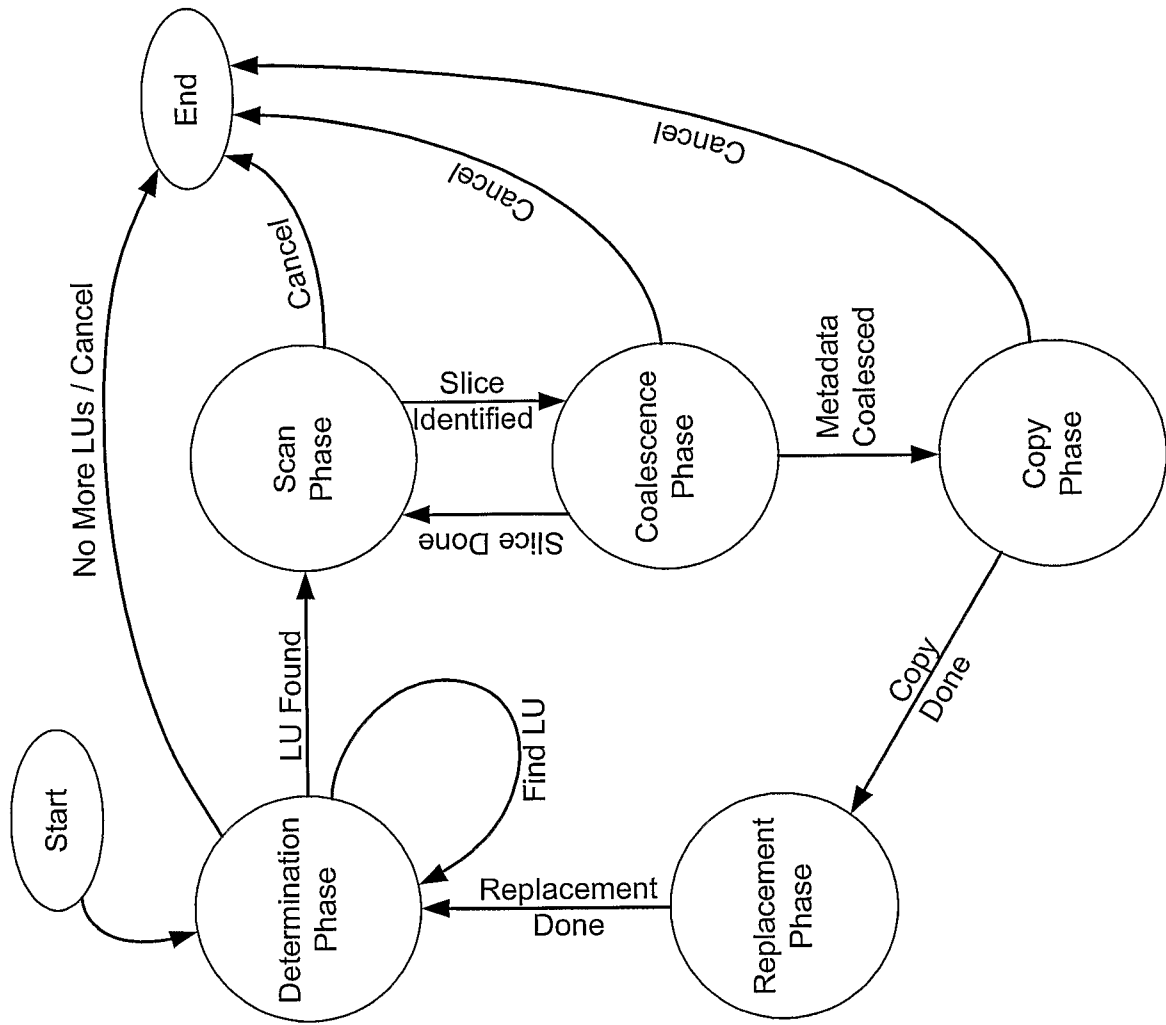 Start
End
No More LUs / Cancel
Determination
Phase
LU Found
Find LU
Scan
Phase
Cancel
Slice
Identified
Slice Done
Coalescence
Phase
Cancel
Metadata
Coalesced
Copy
Phase
Cancel
Copy
Done
Replacement
Phase
Replacement
Done